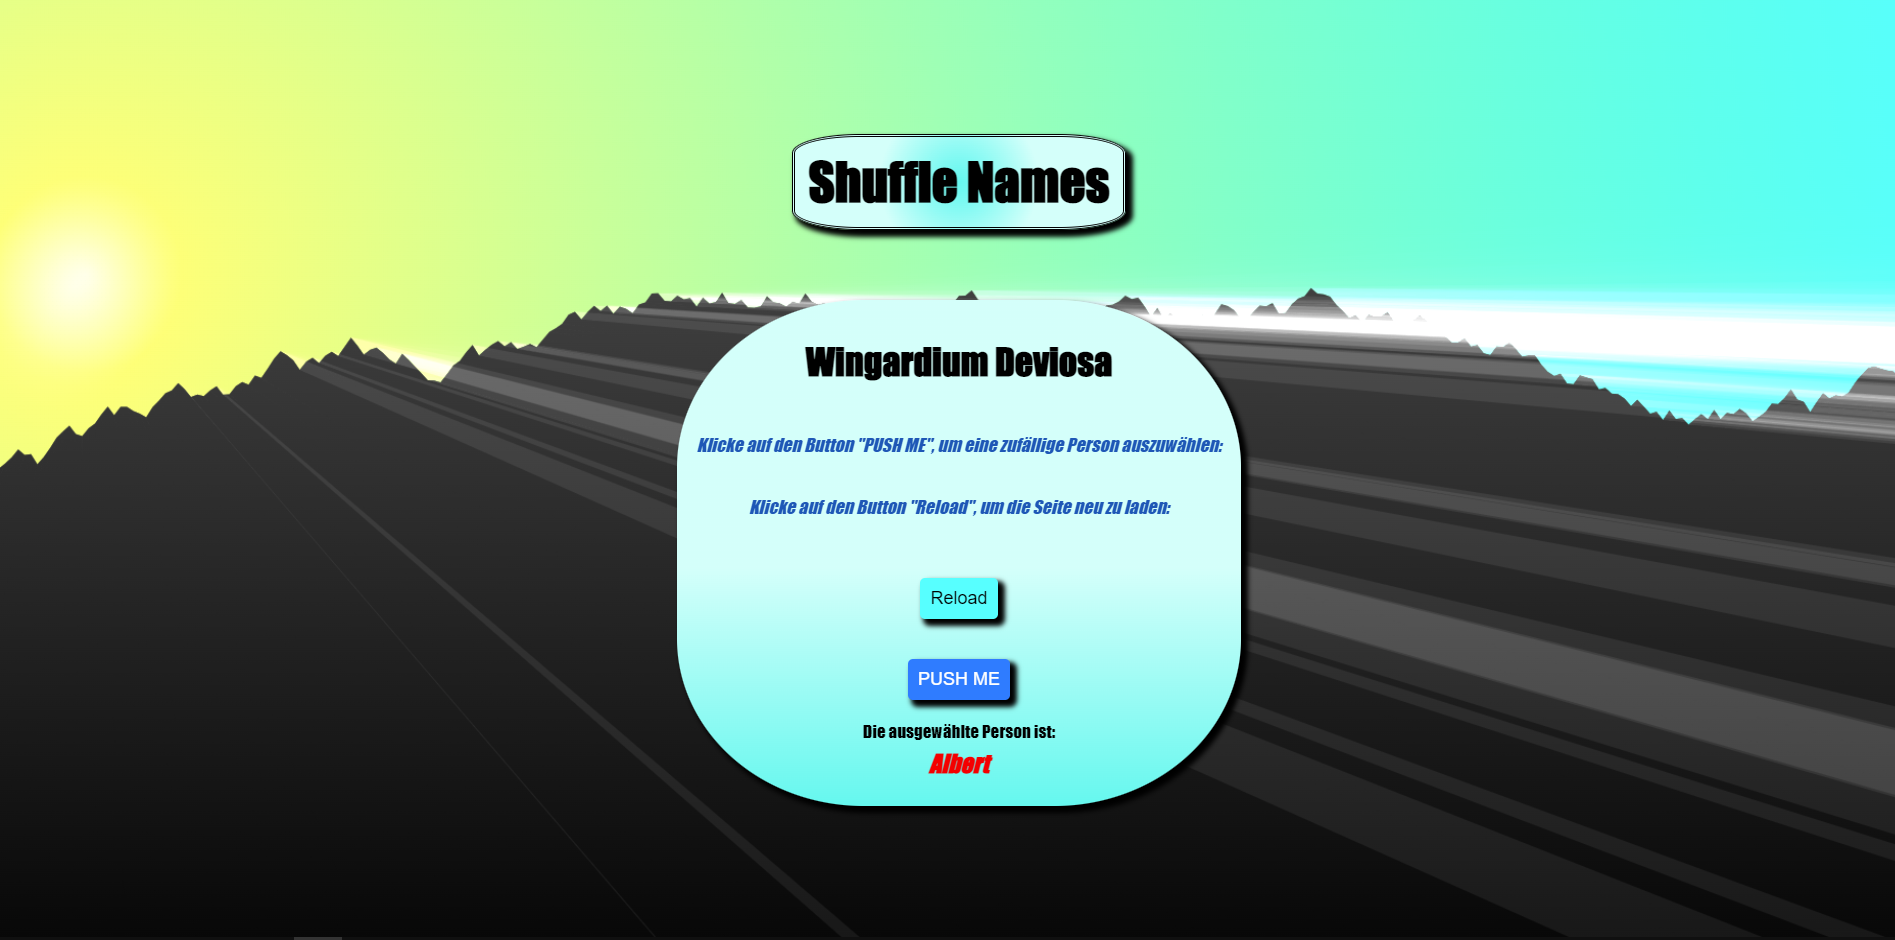 Shuffle Names
Wingardium Deviosa
Klicke auf den Button "PUSH ME", um eine zufällige Person auszuwählen:
Klicke auf den Button "Reload", um die Seite neu zu laden:
Reload
PUSH ME
Die ausgewählte Person ist:
Albert